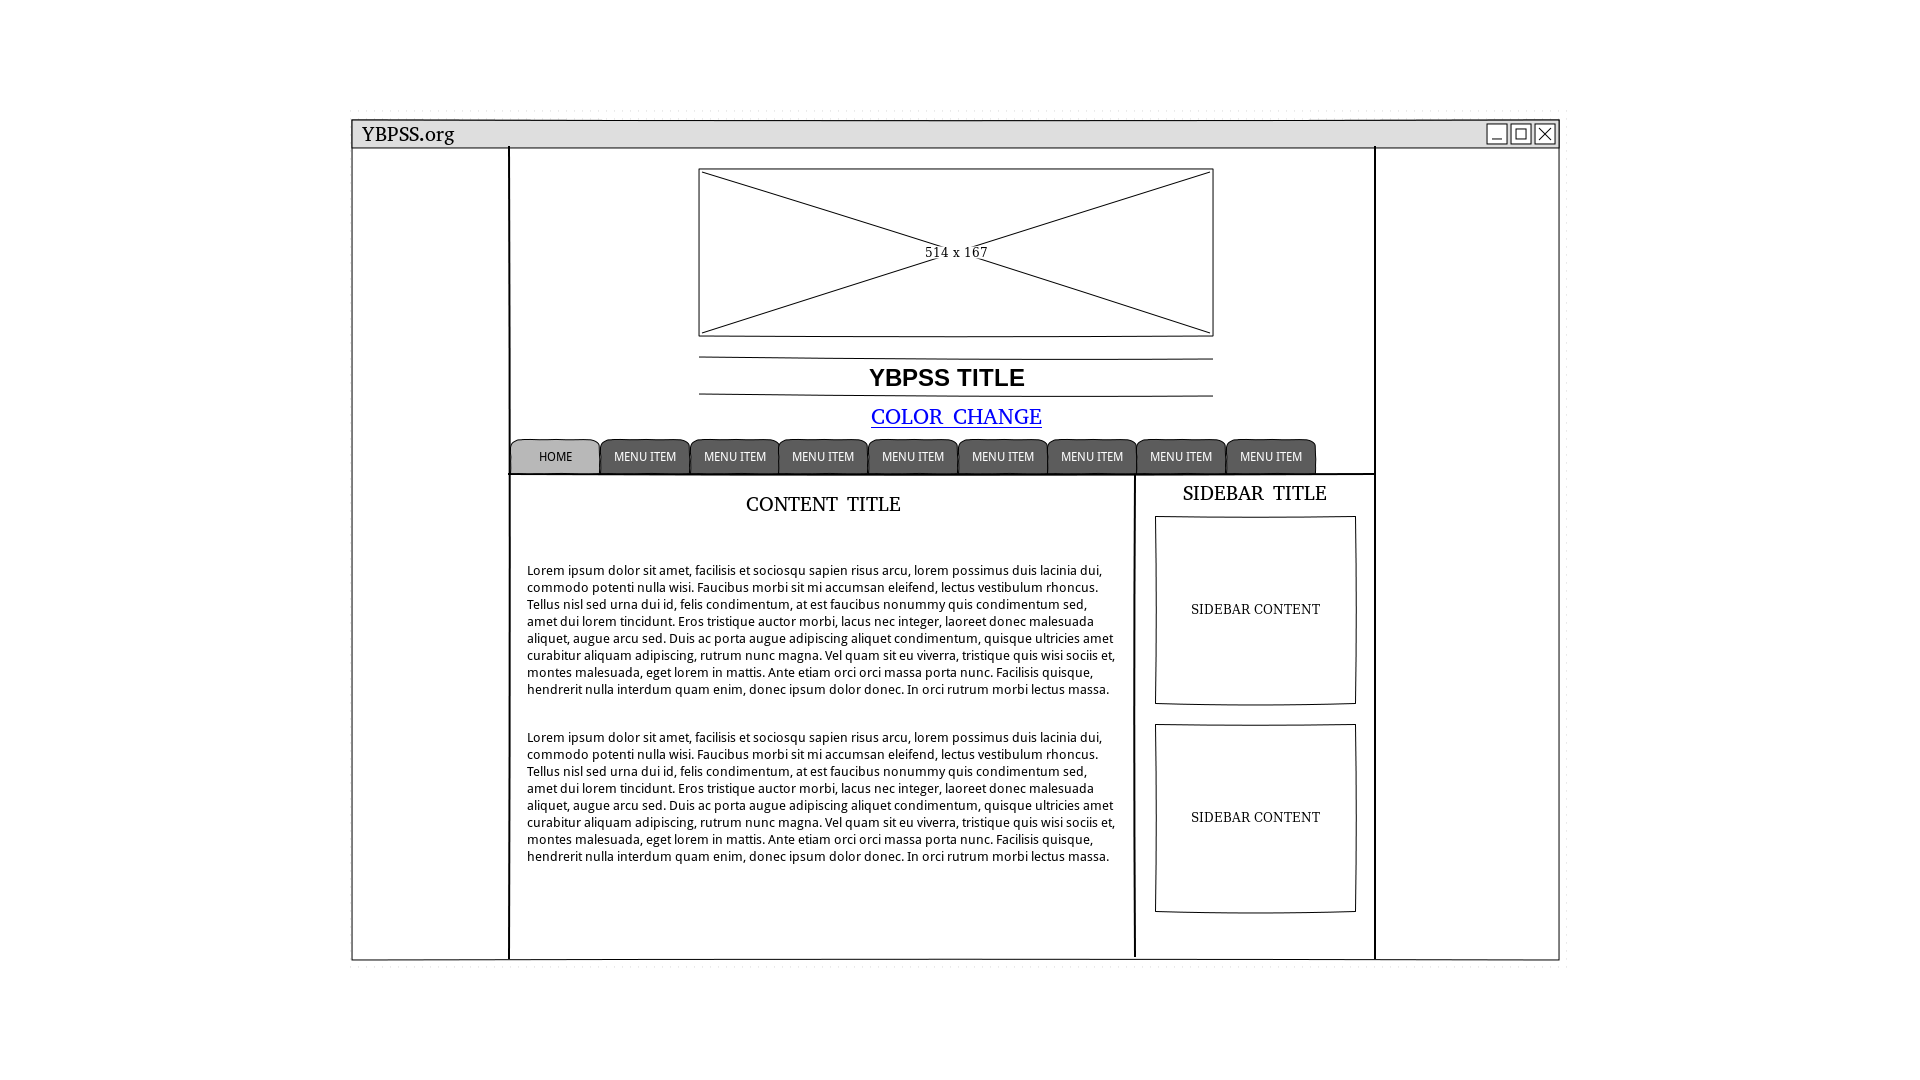 YBPSS.org
514 x 167
YBPSS TITLE
COLOR CHANGE
HOME MENU ITEM MENU ITEM MENU ITEM MENU ITEM MENU ITEM MENU ITEM MENU ITEM MENU ITEM
CONTENT TITLE
Lorem ipsum dolor sit amet, facilisis et sociosqu sapien risus arcu, lorem possimus duis lacinia dui,
commodo potenti nulla wisi. Faucibus morbi sit mi accumsan eleifend, lectus vestibulum rhoncus.
Tellus nisl sed urna dui id, felis condimentum, at est faucibus nonummy quis condimentum sed,
amet dui lorem tincidunt. Eros tristique auctor morbi, lacus nec integer, laoreet donec malesuada
aliquet, augue arcu sed. Duis ac porta augue adipiscing aliquet condimentum, quisque ultricies amet
curabitur aliquam adipiscing, rutrum nunc magna. Vel quam sit eu viverra, tristique quis wisi sociis et,
montes malesuada, eget lorem in mattis. Ante etiam orci orci massa porta nunc. Facilisis quisque,
hendrerit nulla interdum quam enim, donec ipsum dolor donec. In orci rutrum morbi lectus massa.
Lorem ipsum dolor sit amet, facilisis et sociosqu sapien risus arcu, lorem possimus duis lacinia dui,
commodo potenti nulla wisi. Faucibus morbi sit mi accumsan eleifend, lectus vestibulum rhoncus.
Tellus nisl sed urna dui id, felis condimentum, at est faucibus nonummy quis condimentum sed,
amet dui lorem tincidunt. Eros tristique auctor morbi, lacus nec integer, laoreet donec malesuada
aliquet, augue arcu sed. Duis ac porta augue adipiscing aliquet condimentum, quisque ultricies amet
curabitur aliquam adipiscing, rutrum nunc magna. Vel quam sit eu viverra, tristique quis wisi sociis et,
montes malesuada, eget lorem in mattis. Ante etiam orci orci massa porta nunc. Facilisis quisque,
hendrerit nulla interdum quam enim, donec ipsum dolor donec. In orci rutrum morbi lectus massa.
SIDEBAR TITLE
SIDEBAR CONTENT
SIDEBAR CONTENT